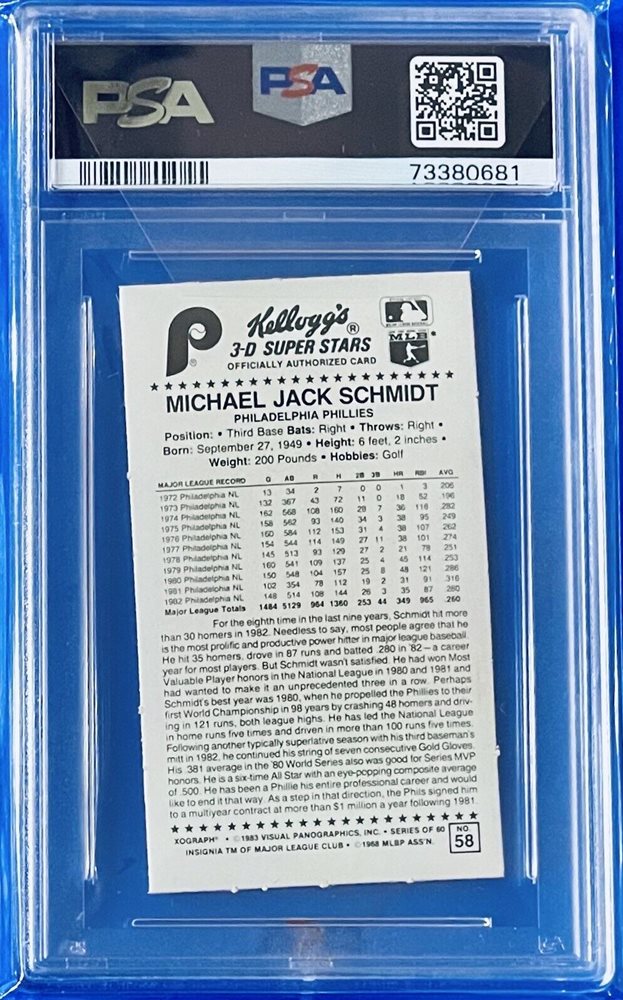 PSA
PSA
73380681
P
Kellogg's ®
3-D SUPER STARS
OFFICIALLY AUTHORIZED CARD
MLB
MICHAEL JACK SCHMIDT
PHILADELPHIA PHILLIES
Position: • Third Base Bats: Right • Throws: Right •
Born: September 27, 1949 • Height: 6 feet, 2 inches •
Weight: 200 Pounds • Hobbies: Golf
MAJOR LEAGUE RECORD G AB R H 2B 3B HR RBI AVG
1972 Philadelphia NL 13 34 2 7 0 0 1 3 .206
1973 Philadelphia NL 132 367 43 72 11 0 18 52 .196
1974 Philadelphia NL 162 568 108 160 28 7 36 116 .282
1975 Philadelphia NL 158 562 93 140 34 3 38 95 .249
1976 Philadelphia NL 160 584 112 153 31 4 38 107 .262
1977 Philadelphia NL 154 544 114 149 27 11 38 101 .274
1978 Philadelphia NL 145 513 93 129 27 2 21 78 .251
1979 Philadelphia NL 160 541 109 137 25 4 45 114 .253
1980 Philadelphia NL 150 548 104 157 25 8 48 121 .286
1981 Philadelphia NL 102 354 78 112 19 2 31 91 .316
1982 Philadelphia NL 148 514 108 144 26 3 35 87 .280
Major League Totals 1484 5129 964 1360 253 44 349 965 .260
For the eighth time in the last nine years, Schmidt hit more
than 30 homers in 1982. Needless to say, most people agree that he
is the most prolific and productive power hitter in major league baseball.
He hit 35 homers, drove in 87 runs and batted .280 in '82—a career
year for most players. But Schmidt wasn't satisfied. He had won Most
Valuable Player honors in the National League in 1980 and 1981 and
had wanted to make it an unprecedented three in a row. Perhaps
Schmidt's best year was 1980, when he propelled the Phillies to their
first World Championship in 98 years by crashing 48 homers and driv-
ing in 121 runs, both league highs. He has led the National League
in home runs five times and driven in more than 100 runs five times.
Following another typically superlative season with his third baseman's
mitt in 1982, he continued his string of seven consecutive Gold Gloves.
His .381 average in the '80 World Series also was good for Series MVP
honors. He is a six-time All Star with an eye-popping composite average
of .500. He has been a Phillie his entire professional career and would
like to end it that way. As a step in that direction, the Phils signed him
to a multiyear contract at more than $1 million a year following 1981.
XOGRAPH® • ©1983 VISUAL PANOGRAPHICS, INC. • SERIES OF 60
INSIGNIA TM OF MAJOR LEAGUE CLUB • ©1968 MLBP ASS'N.
NO.
58